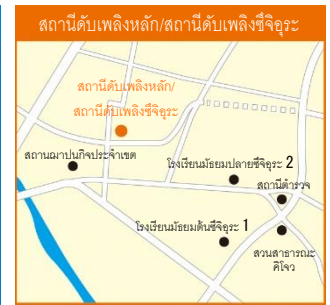 สถานีดับเพลิงหลัก/สถานีดับเพลิงชิจิอุระ
สถานีดับเพลิงหลัก/
สถานีดับเพลิงชิจิอุระ
สถานฌาปนกิจประจำเขต
โรงเรียนมัธยมปลายชิจิอุระ 2
สถานีตำรวจ
โรงเรียนมัธยมต้นชิจิอุระ 1
สวนสาธารณะ
คิโจว